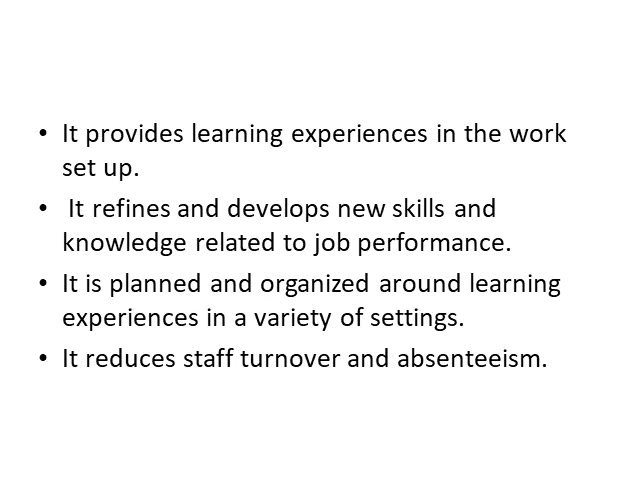 • It provides learning experiences in the work
set up.
• It refines and develops new skills and
knowledge related to job performance.
• It is planned and organized around learning
experiences in a variety of settings.
• It reduces staff turnover and absenteeism.